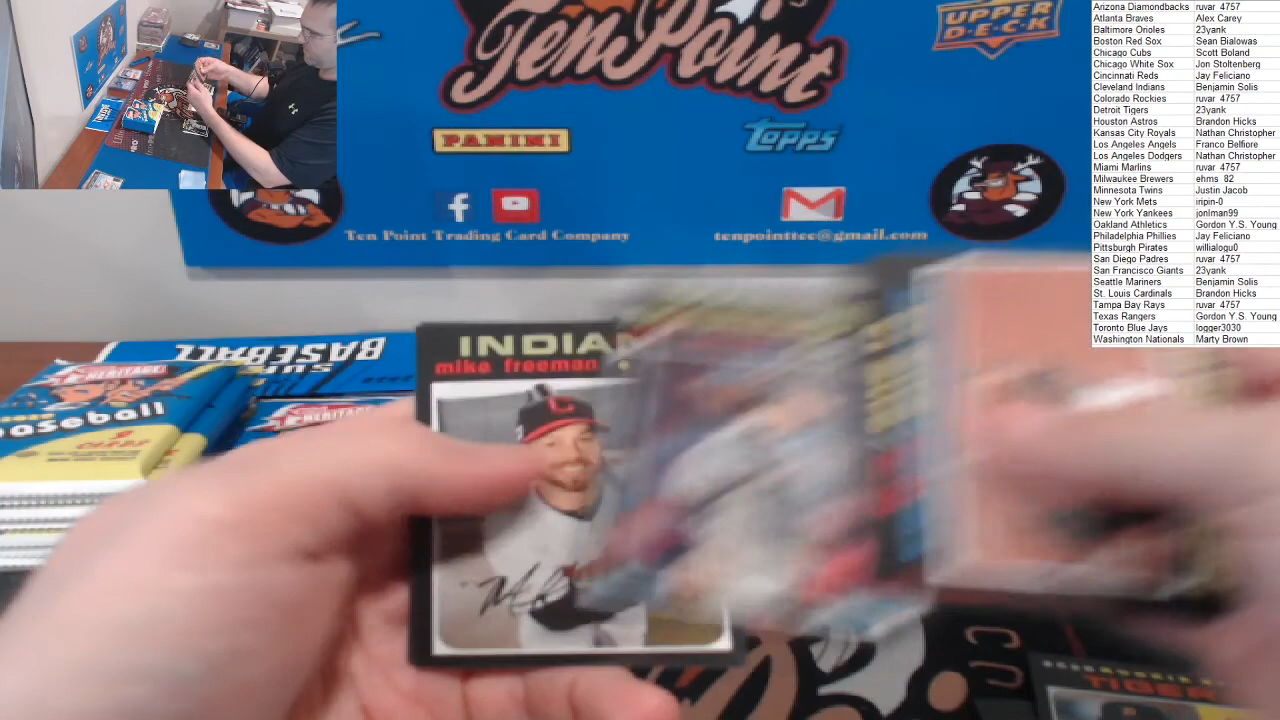 Ten Point
UPPER
D·E·C·K
PANINI
topps
Ten Point Trading Card Company
tenpointtcc@gmail.com
Arizona Diamondbacks ruvar 4757
Atlanta Braves Alex Carey
Baltimore Orioles 23yank
Boston Red Sox Sean Bialowas
Chicago Cubs Scott Boland
Chicago White Sox Jon Stoltenberg
Cincinnati Reds Jay Feliciano
Cleveland Indians Benjamin Solis
Colorado Rockies ruvar 4757
Detroit Tigers 23yank
Houston Astros Brandon Hicks
Kansas City Royals Nathan Christopher
Los Angeles Angels Franco Belfiore
Los Angeles Dodgers Nathan Christopher
Miami Marlins ruvar 4757
Milwaukee Brewers ehms 82
Minnesota Twins Justin Jacob
New York Mets iripin-0
New York Yankees jonlman99
Oakland Athletics Gordon Y.S. Young
Philadelphia Phillies Jay Feliciano
Pittsburgh Pirates willialogu0
San Diego Padres ruvar 4757
San Francisco Giants 23yank
Seattle Mariners Benjamin Solis
St. Louis Cardinals Brandon Hicks
Tampa Bay Rays ruvar 4757
Texas Rangers Gordon Y.S. Young
Toronto Blue Jays logger3030
Washington Nationals Marty Brown
BASEBALL
HERITAGE
baseball
9 CARDS
HERITAGE
INDIAN
mike freeman
TIGER